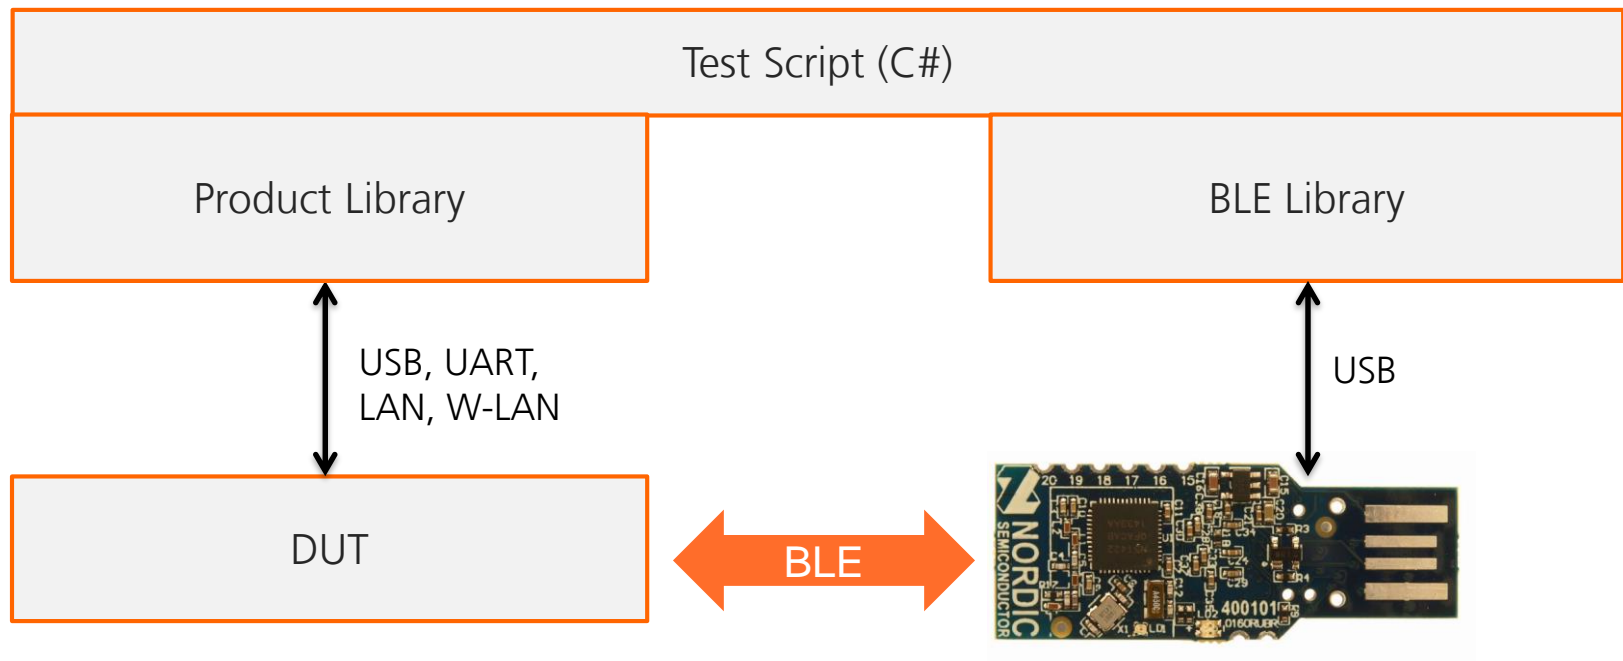 Test Script (C#)
Product Library
BLE Library
USB, UART,
LAN, W-LAN
USB
DUT
BLE
20 19 18 17 16 15
NORDIC
SEMICONDUCTOR
400101